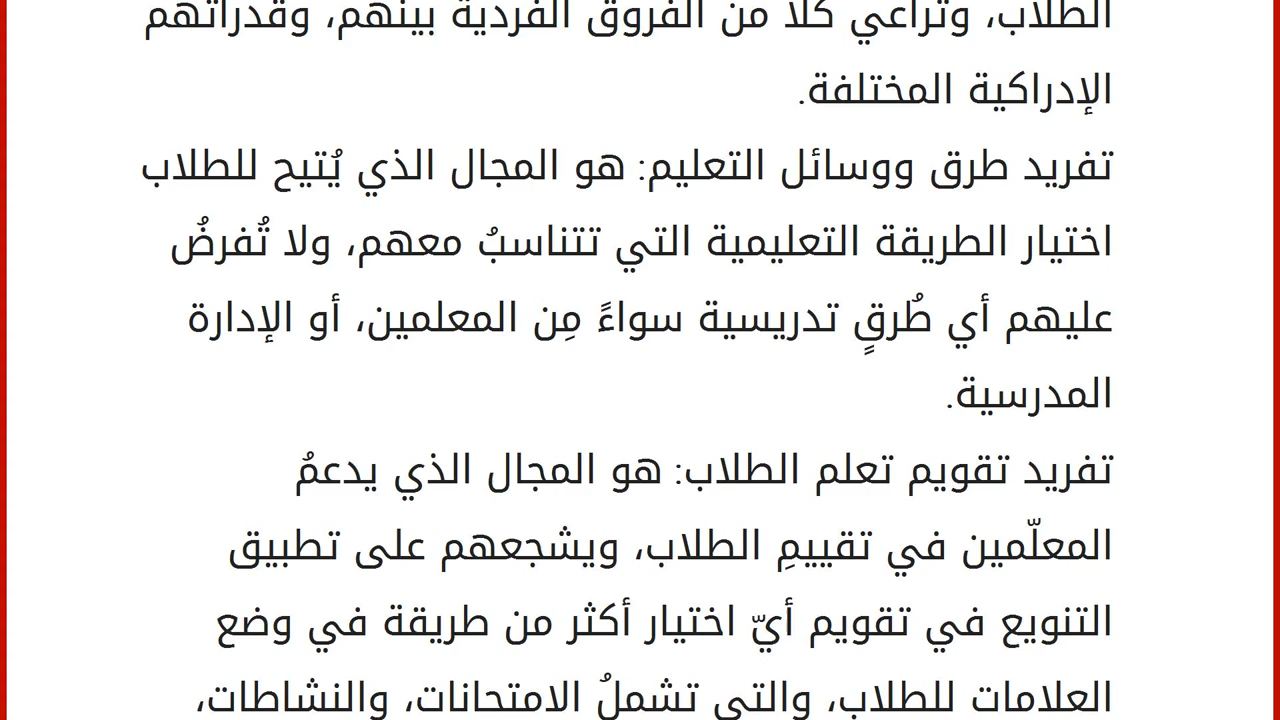 الطلاب، وتراعي كلًا من الفروق الفردية بينهم، وقدراتهم
الإدراكية المختلفة.
تفريد طرق ووسائل التعليم: هو المجال الذي يُتيح للطلاب
اختيار الطريقة التعليمية التي تتناسبُ معهم، ولا تُفرضُ
عليهم أي طُرقٍ تدريسية سواءً مِن المعلمين، أو الإدارة
المدرسية.
تفريد تقويم تعلم الطلاب: هو المجال الذي يدعمُ
المعلّمين في تقييمِ الطلاب، ويشجعهم على تطبيق
التنويع في تقويم أيّ اختيار أكثر من طريقة في وضع
العلامات للطلاب، والتي تشملُ الامتحانات، والنشاطات،